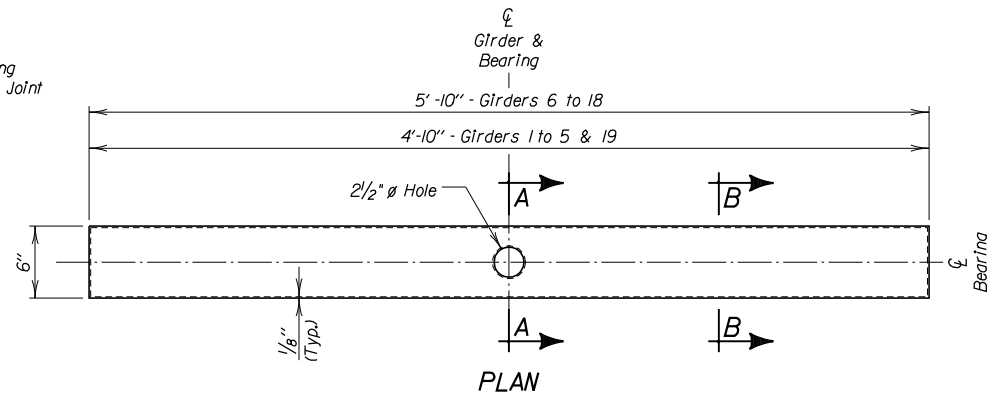 ℄
Girder &
Bearing
ng
Joint
5'-10" - Girders 6 to 18
4'-10" - Girders 1 to 5 & 19
2½" ø Hole
A
B
6"
℄
Bearing
⅛"
(Typ.)
A
B
PLAN